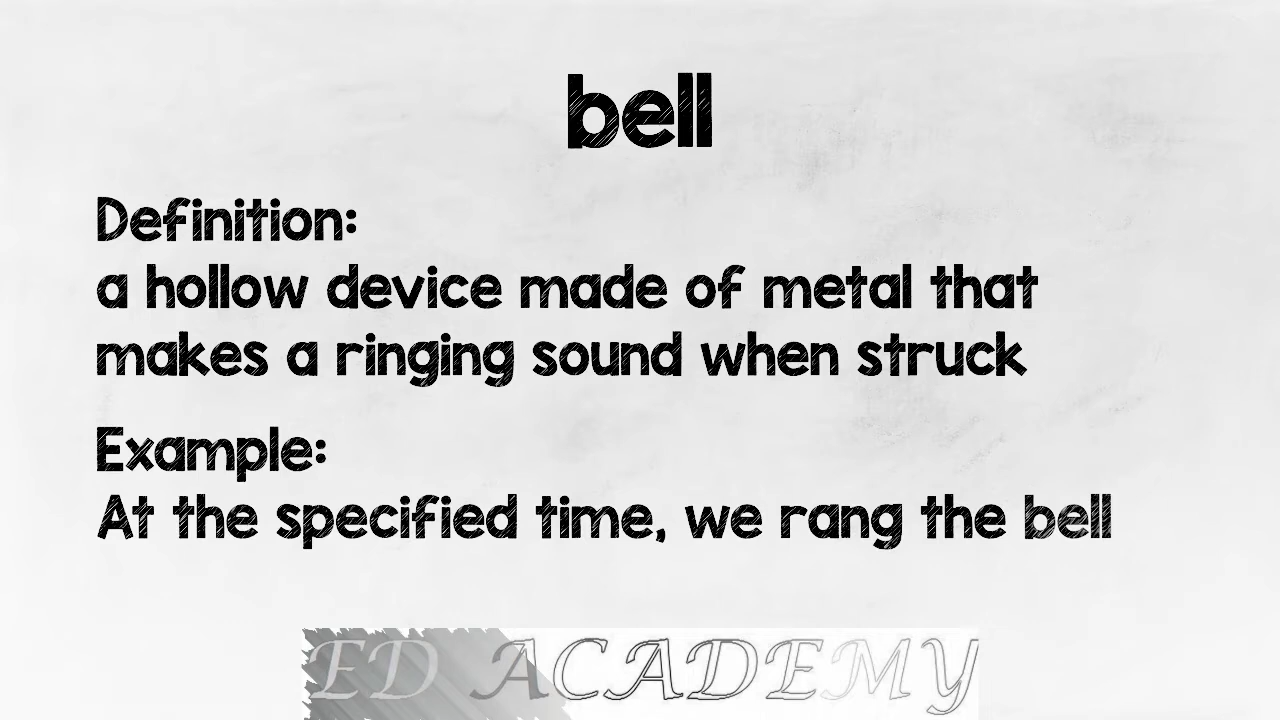 bell
Definition:
a hollow device made of metal that
makes a ringing sound when struck
Example:
At the specified time, we rang the bell
ED ACADEMY